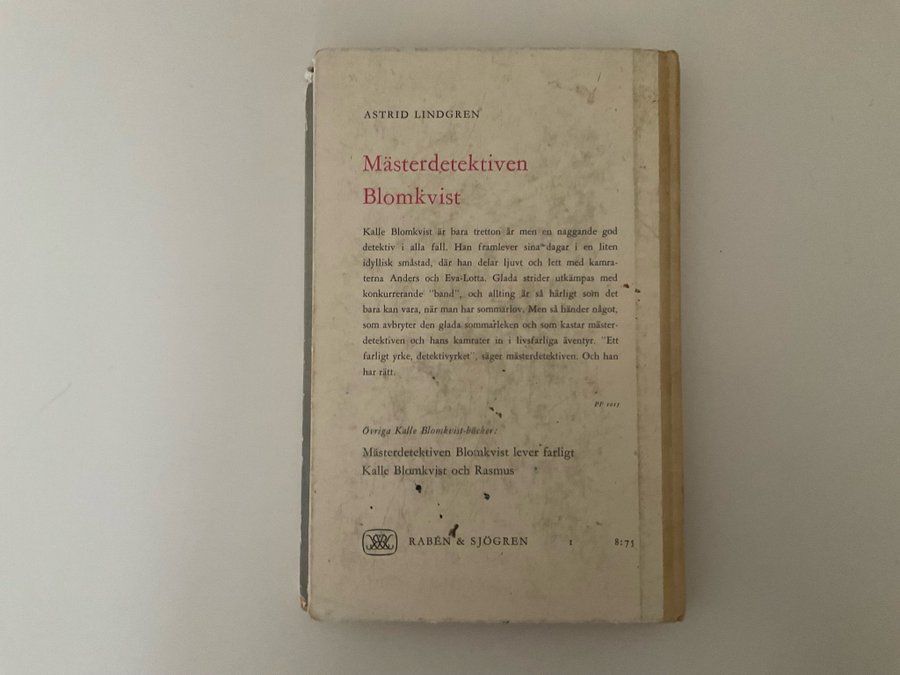 ASTRID LINDGREN
Mästerdetektiven
Blomkvist
Kalle Blomkvist är bara tretton år men en naggande god
detektiv i alla fall. Han framlever sina dagar i en liten
idyllisk småstad, där han delar ljuvt och lett med kamra-
terna Anders och Eva-Lotta. Glada strider utkämpas med
konkurrerande "band", och allting är så härligt som det
bara kan vara, när man har sommarlov. Men så händer något,
som avbryter den glada sommarleken och som kastar mäster-
detektiven och hans kamrater in i livsfarliga äventyr. "Ett
farligt yrke, detektivyrket", säger mästerdetektiven. Och han
har rätt.
PP
Övriga Kalle Blomkvist-böcker:
Mästerdetektiven Blomkvist lever farligt
Kalle Blomkvist och Rasmus
RABÉN & SJÖGREN 1 8:75